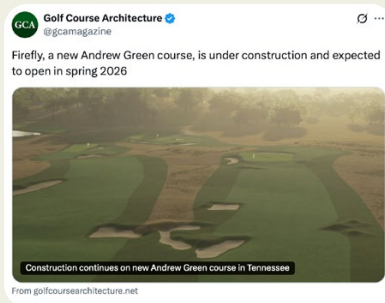 GCA
Golf Course Architecture
@gcamagazine
Firefly, a new Andrew Green course, is under construction and expected
to open in spring 2026
Construction continues on new Andrew Green course in Tennessee
From golfcoursearchitecture.net